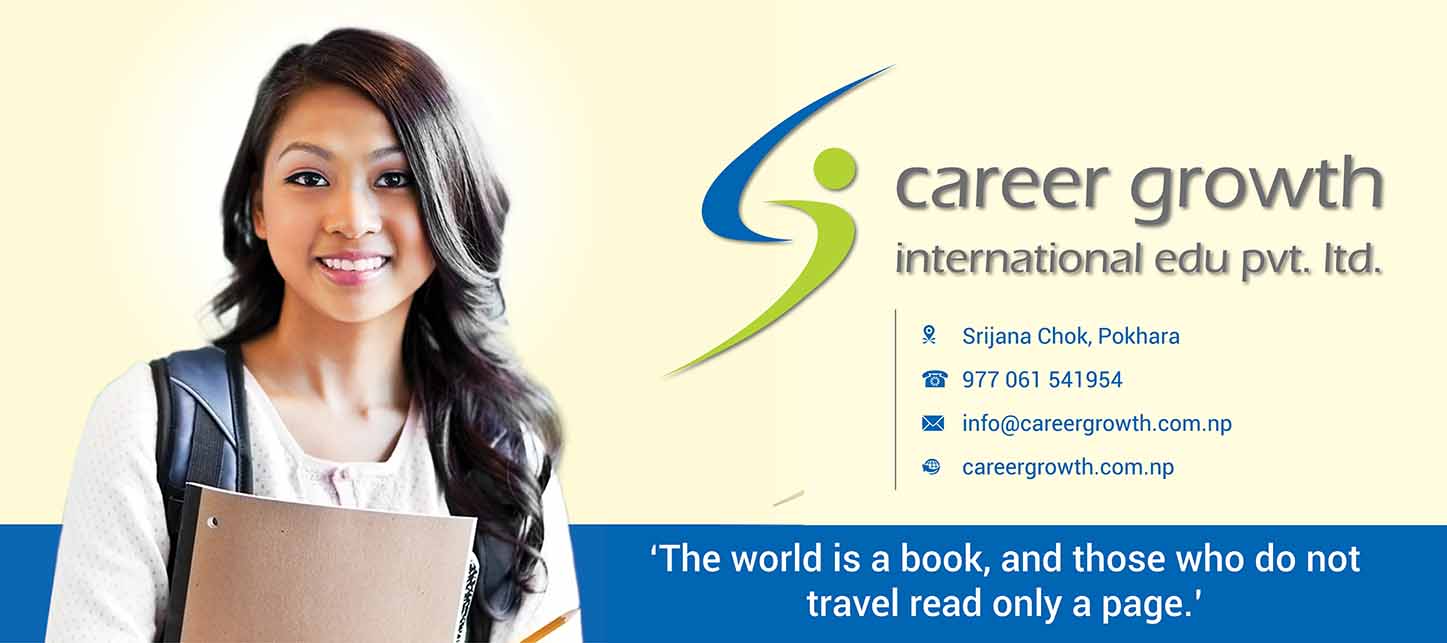 career growth
international edu pvt. ltd.
Srijana Chok, Pokhara
977 061 541954
info@careergrowth.com.np
careergrowth.com.np
‘The world is a book, and those who do not
travel read only a page.’